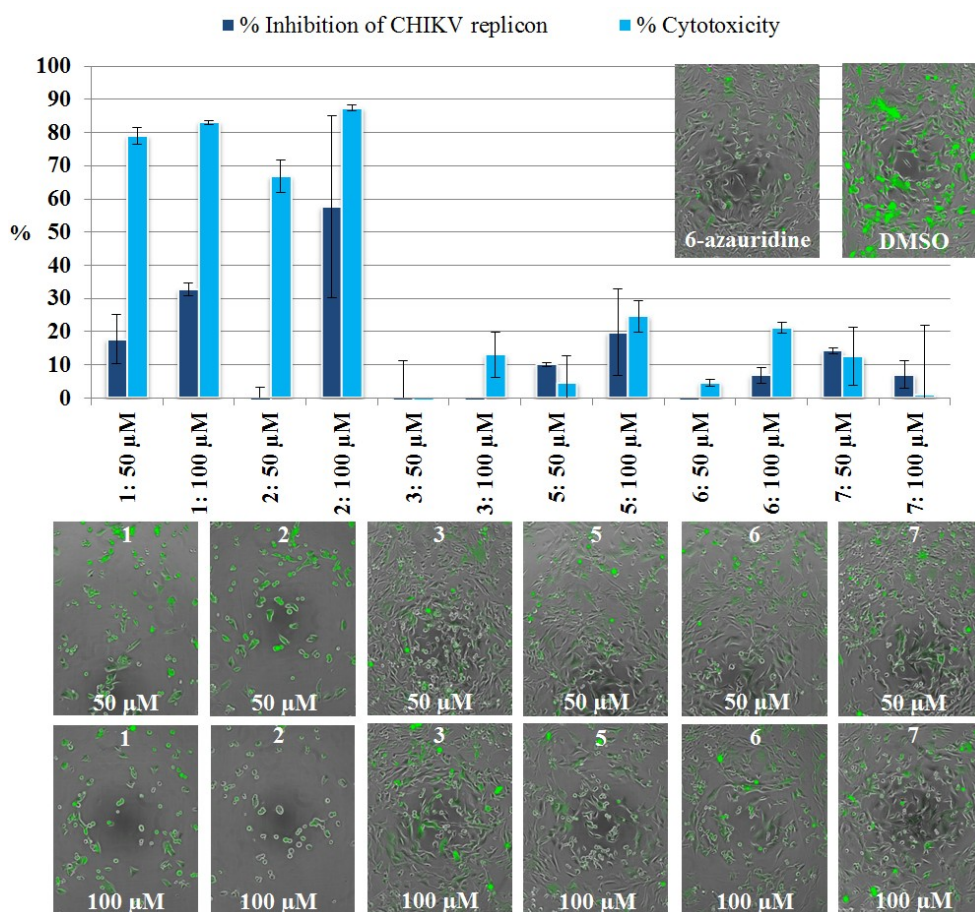 % Inhibition of CHIKV replicon % Cytotoxicity
100
90
80
70
60
50
40
30
20
10
0
%
6-azauridine
DMSO
1: 50 µM
1: 100 µM
2: 50 µM
2: 100 µM
3: 50 µM
3: 100 µM
5: 50 µM
5: 100 µM
6: 50 µM
6: 100 µM
7: 50 µM
7: 100 µM
1 2 3 5 6 7
50 µM 50 µM 50 µM 50 µM 50 µM 50 µM
1 2 3 5 6 7
100 µM 100 µM 100 µM 100 µM 100 µM 100 µM